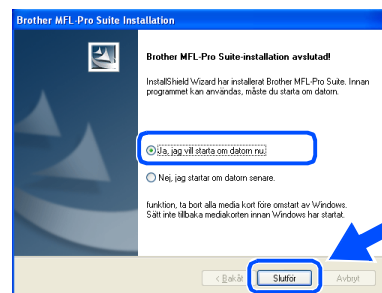 Brother MFL-Pro Suite Installation
Brother MFL-Pro Suite-installation avslutad!
InstallShield Wizard har installerat Brother MFL-Pro Suite. Innan
programmet kan användas, måste du starta om datorn.
Ja, jag vill starta om datorn nu.
Nej, jag startar om datorn senare.
funktion, ta bort alla media kort före omstart av Windows.
Sätt inte tillbaka mediakorten innan Windows har startat.
< Bakåt
Slutför
Avbryt